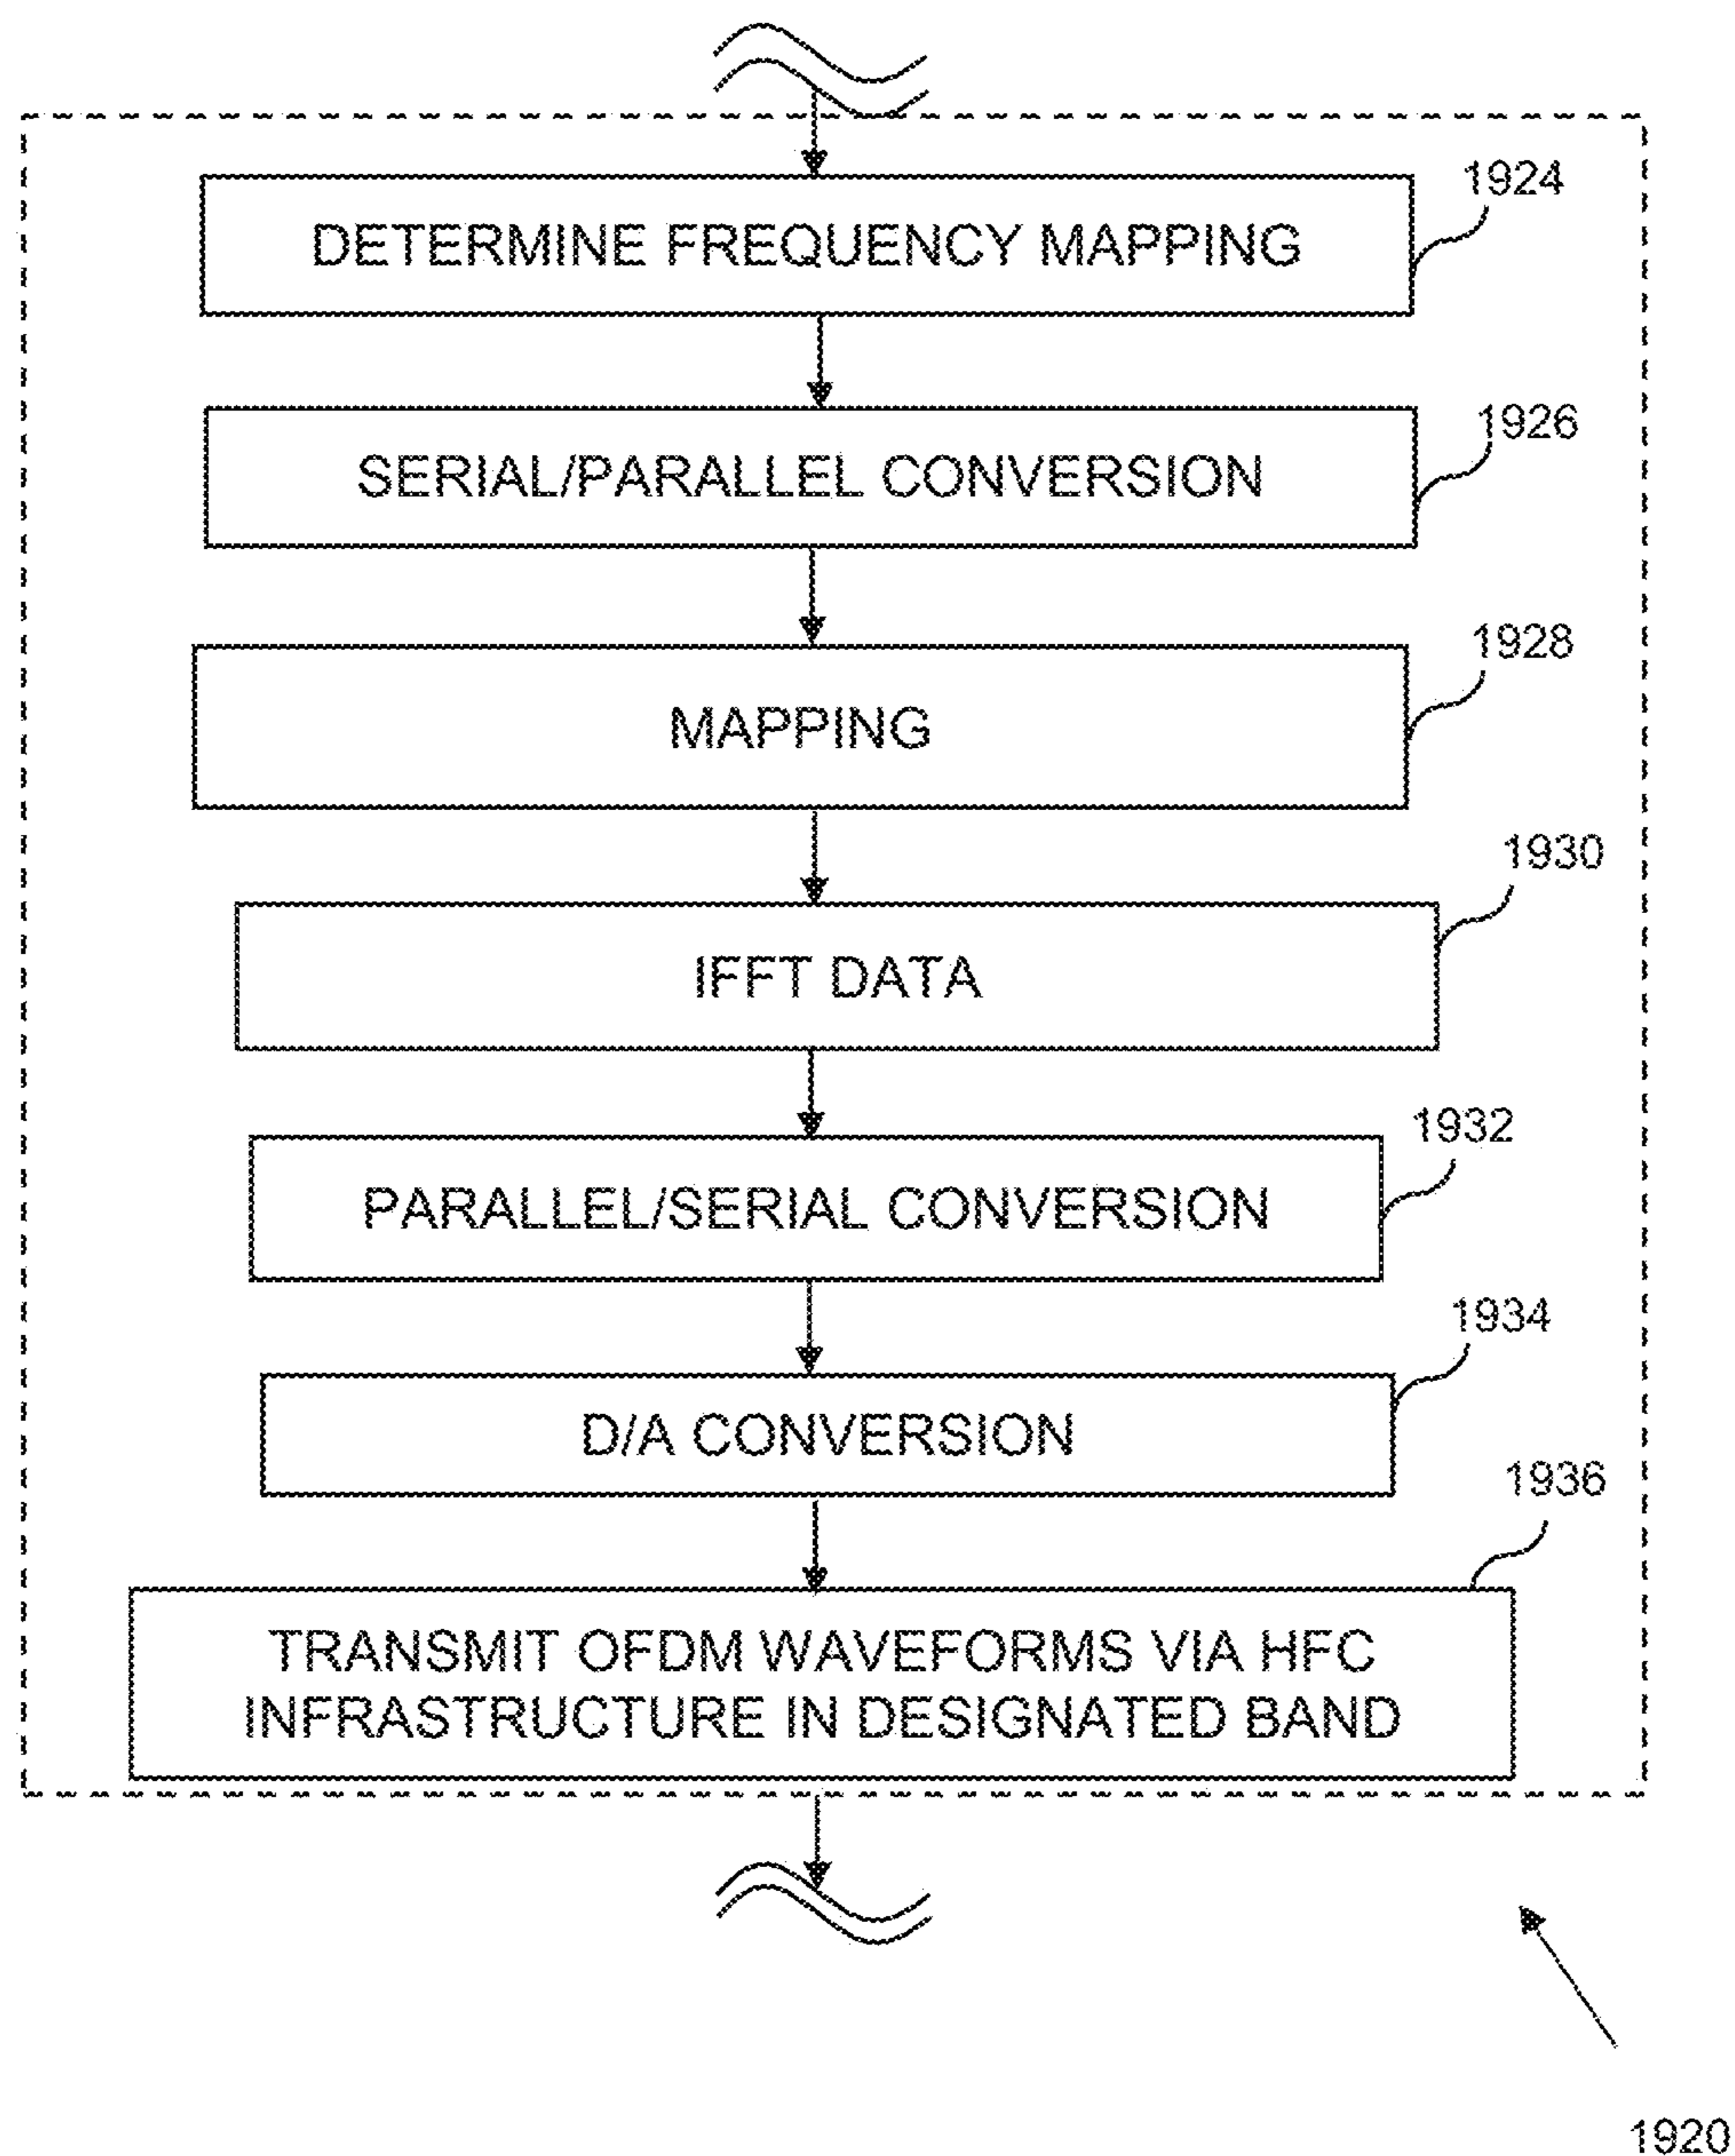 1924
DETERMINE FREQUENCY MAPPING
1926
SERIAL/PARALLEL CONVERSION
1928
MAPPING
1930
IFFT DATA
1932
PARALLEL/SERIAL CONVERSION
1934
D/A CONVERSION
1936
TRANSMIT OFDM WAVEFORMS VIA HFC
INFRASTRUCTURE IN DESIGNATED BAND
1920